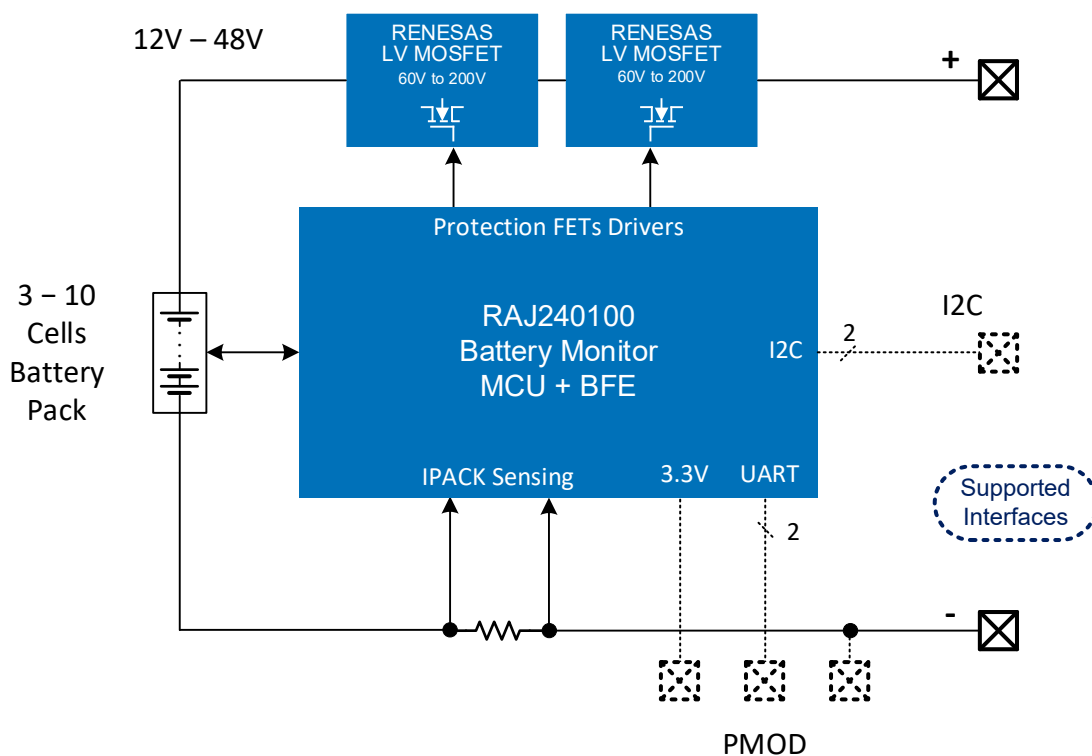 12V – 48V
RENESAS
LV MOSFET
60V to 200V
RENESAS
LV MOSFET
60V to 200V
+
Protection FETs Drivers
3 – 10
Cells
Battery
Pack
RAJ240100
Battery Monitor
MCU + BFE
I2C
2
I2C
IPACK Sensing
3.3V
UART
2
Supported
Interfaces
-
PMOD